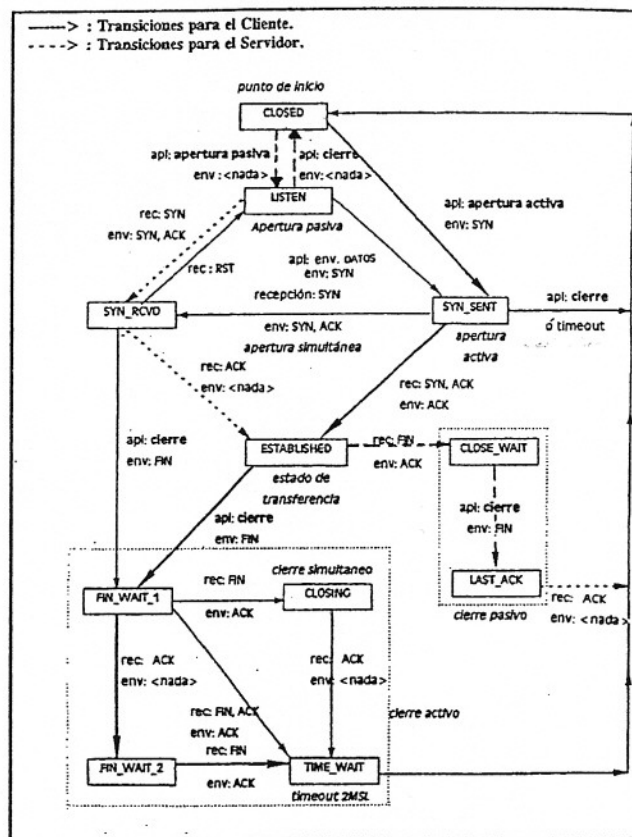 ——> : Transiciones para el Cliente.
----> : Transiciones para el Servidor.
punto de inicio
CLOSED
apl: apertura pasiva
env : <nada>
apl: cierre
env: <nada>
LISTEN
Apertura pasiva
apl: apertura activa
env: SYN
rec: SYN
env: SYN, ACK
rec : RST
apl: env. DATOS
env: SYN
recepción: SYN
SYN_RCVD
SYN_SENT
env: SYN, ACK
apertura simultánea
apertura
activa
apl: cierre
ó timeout
rec: ACK
env: <nada>
rec: SYN, ACK
env: ACK
apl: cierre
env: FIN
ESTABLISHED
estado de
transferencia
rec: FIN
env: ACK
CLOSE_WAIT
apl: cierre
env: FIN
LAST_ACK
cierre pasivo
rec: ACK
env: <nada>
apl: cierre
env: FIN
FIN_WAIT_1
rec: FIN
env: ACK
cierre simultaneo
CLOSING
rec: ACK
env: <nada>
rec: ACK
env: <nada>
rec: FIN, ACK
env: ACK
cierre activo
FIN_WAIT_2
rec: FIN
env: ACK
TIME_WAIT
timeout 2MSL